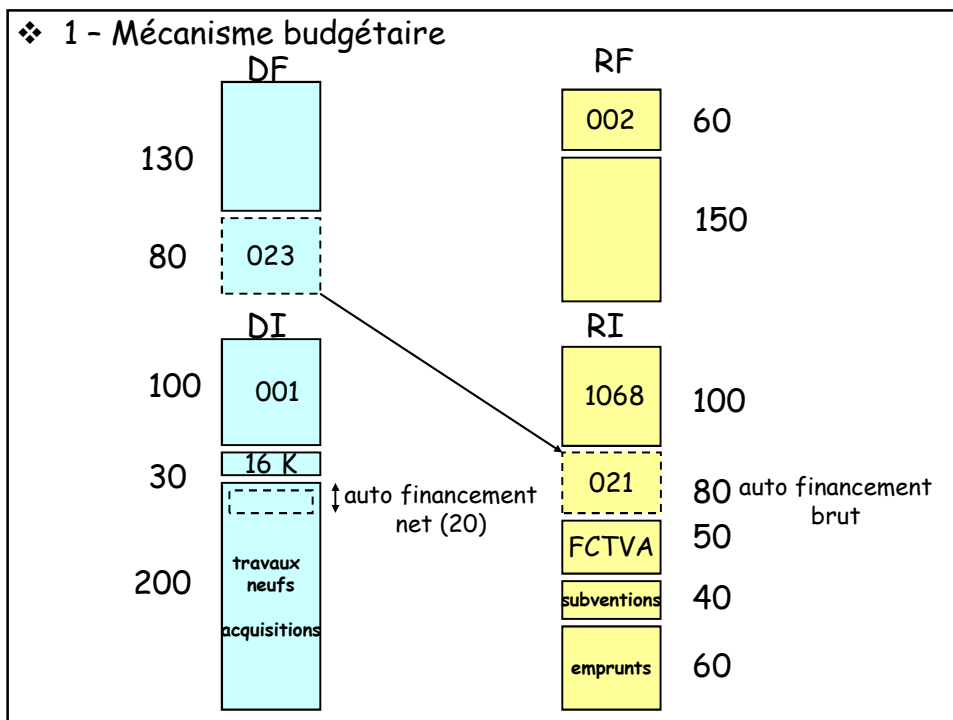 ❖ 1 – Mécanisme budgétaire
DF
RF
002
60
130
150
80
023
DI
RI
100
001
1068
100
30
16 K
021
80
auto financement
brut
auto financement
net (20)
FCTVA
50
200
travaux
neufs
acquisitions
subventions
40
emprunts
60